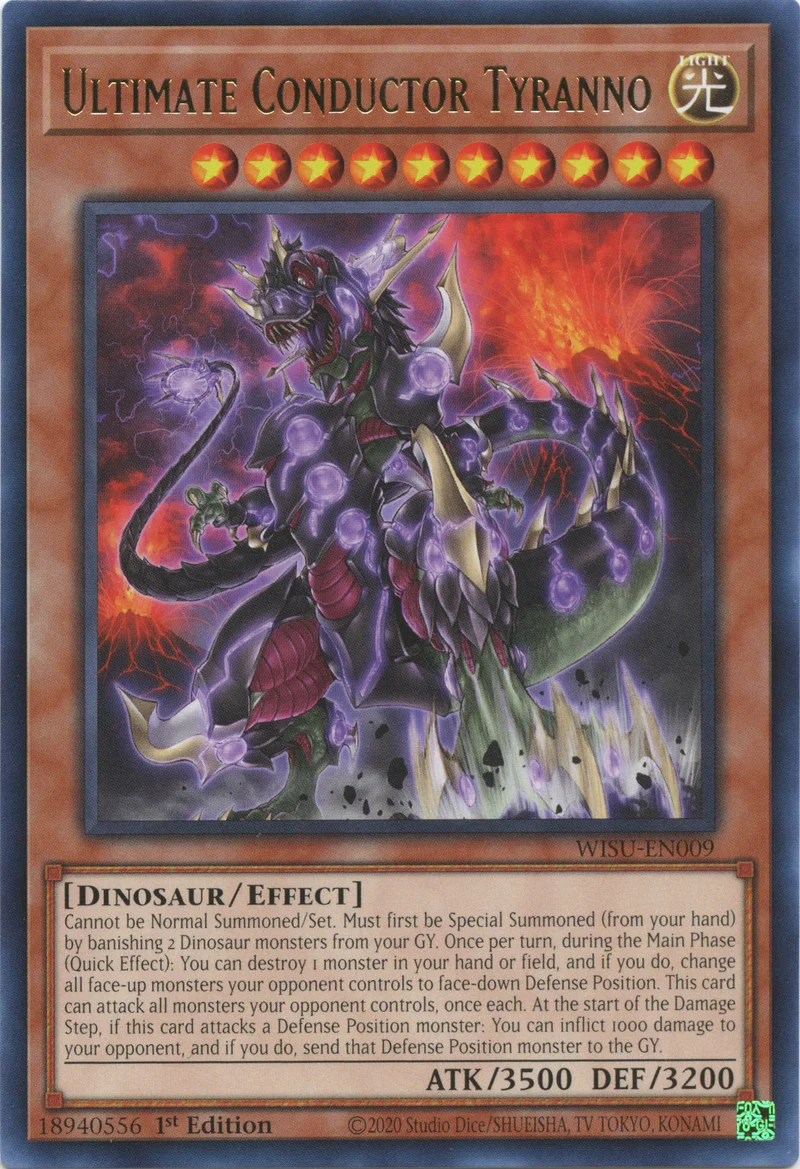 ULTIMATE CONDUCTOR TYRANNO
LIGHT
光
WISU-EN009
[DINOSAUR/EFFECT]
Cannot be Normal Summoned/Set. Must first be Special Summoned (from your hand)
by banishing 2 Dinosaur monsters from your GY. Once per turn, during the Main Phase
(Quick Effect): You can destroy 1 monster in your hand or field, and if you do, change
all face-up monsters your opponent controls to face-down Defense Position. This card
can attack all monsters your opponent controls, once each. At the start of the Damage
Step, if this card attacks a Defense Position monster: You can inflict 1000 damage to
your opponent, and if you do, send that Defense Position monster to the GY.
ATK/3500 DEF/3200
18940556 1st Edition ©2020 Studio Dice/SHUEISHA, TV TOKYO, KONAMI